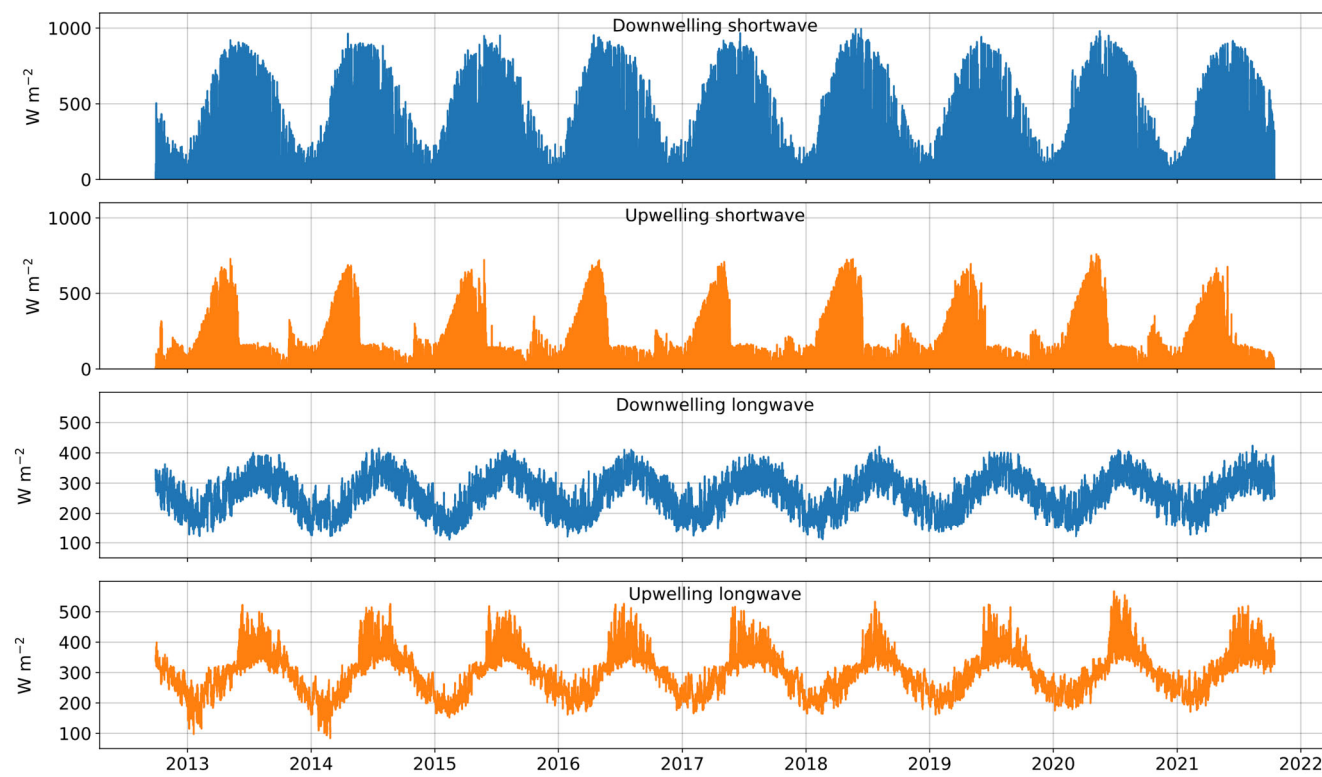 Downwelling shortwave
1000
500
0
W m⁻²
Upwelling shortwave
1000
500
0
W m⁻²
Downwelling longwave
500
400
300
200
100
W m⁻²
Upwelling longwave
500
400
300
200
100
W m⁻²
2013 2014 2015 2016 2017 2018 2019 2020 2021 2022